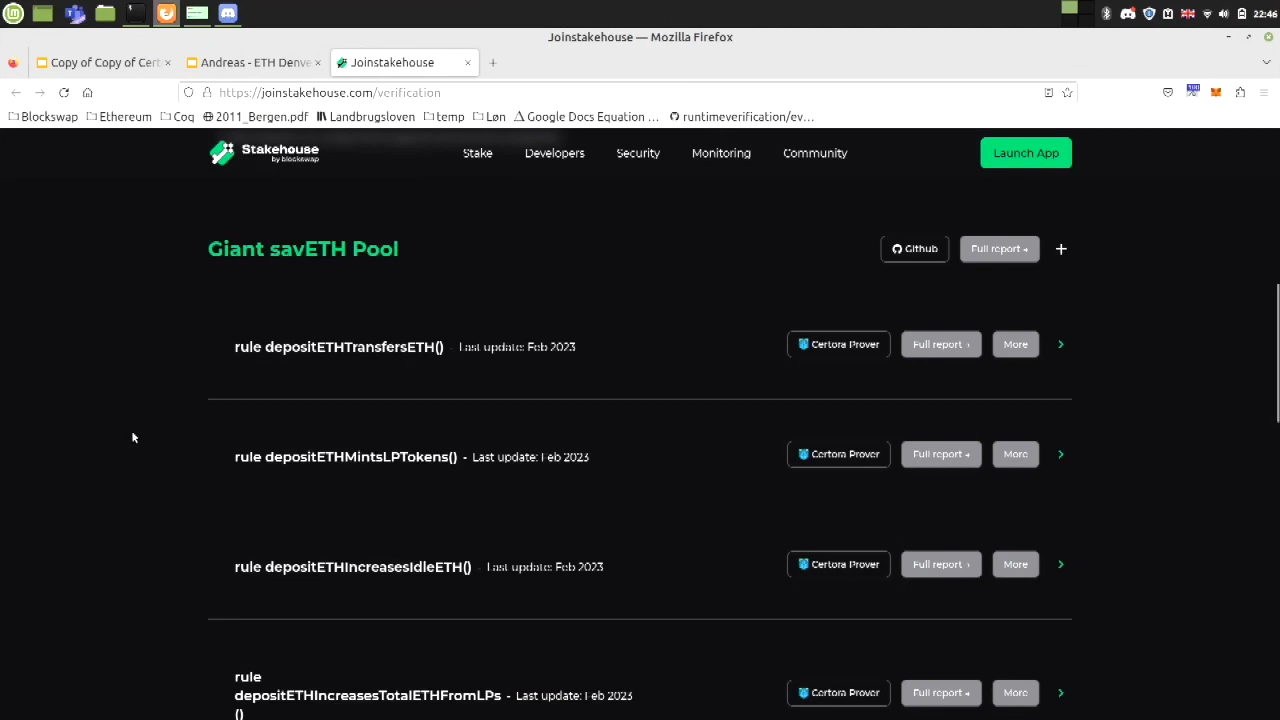 22:46
Joinstakehouse — Mozilla Firefox
Copy of Copy of Cert
Andreas - ETH Denve
Joinstakehouse
https://joinstakehouse.com/verification
Blockswap
Ethereum
Coq
2011_Bergen.pdf
Landbrugsloven
temp
Løn
Google Docs Equation ...
runtimeverification/ev...
Stakehouse
by blockswap
Stake
Developers
Security
Monitoring
Community
Launch App
Giant savETH Pool
Github
Full report
rule depositETHTransfersETH() - Last update: Feb 2023
Certora Prover
Full report
More
rule depositETHMintsLPTokens() - Last update: Feb 2023
Certora Prover
Full report
More
rule depositETHIncreasesIdleETH() - Last update: Feb 2023
Certora Prover
Full report
More
rule
depositETHIncreasesTotalETHFromLPs - Last update: Feb 2023
()
Certora Prover
Full report
More